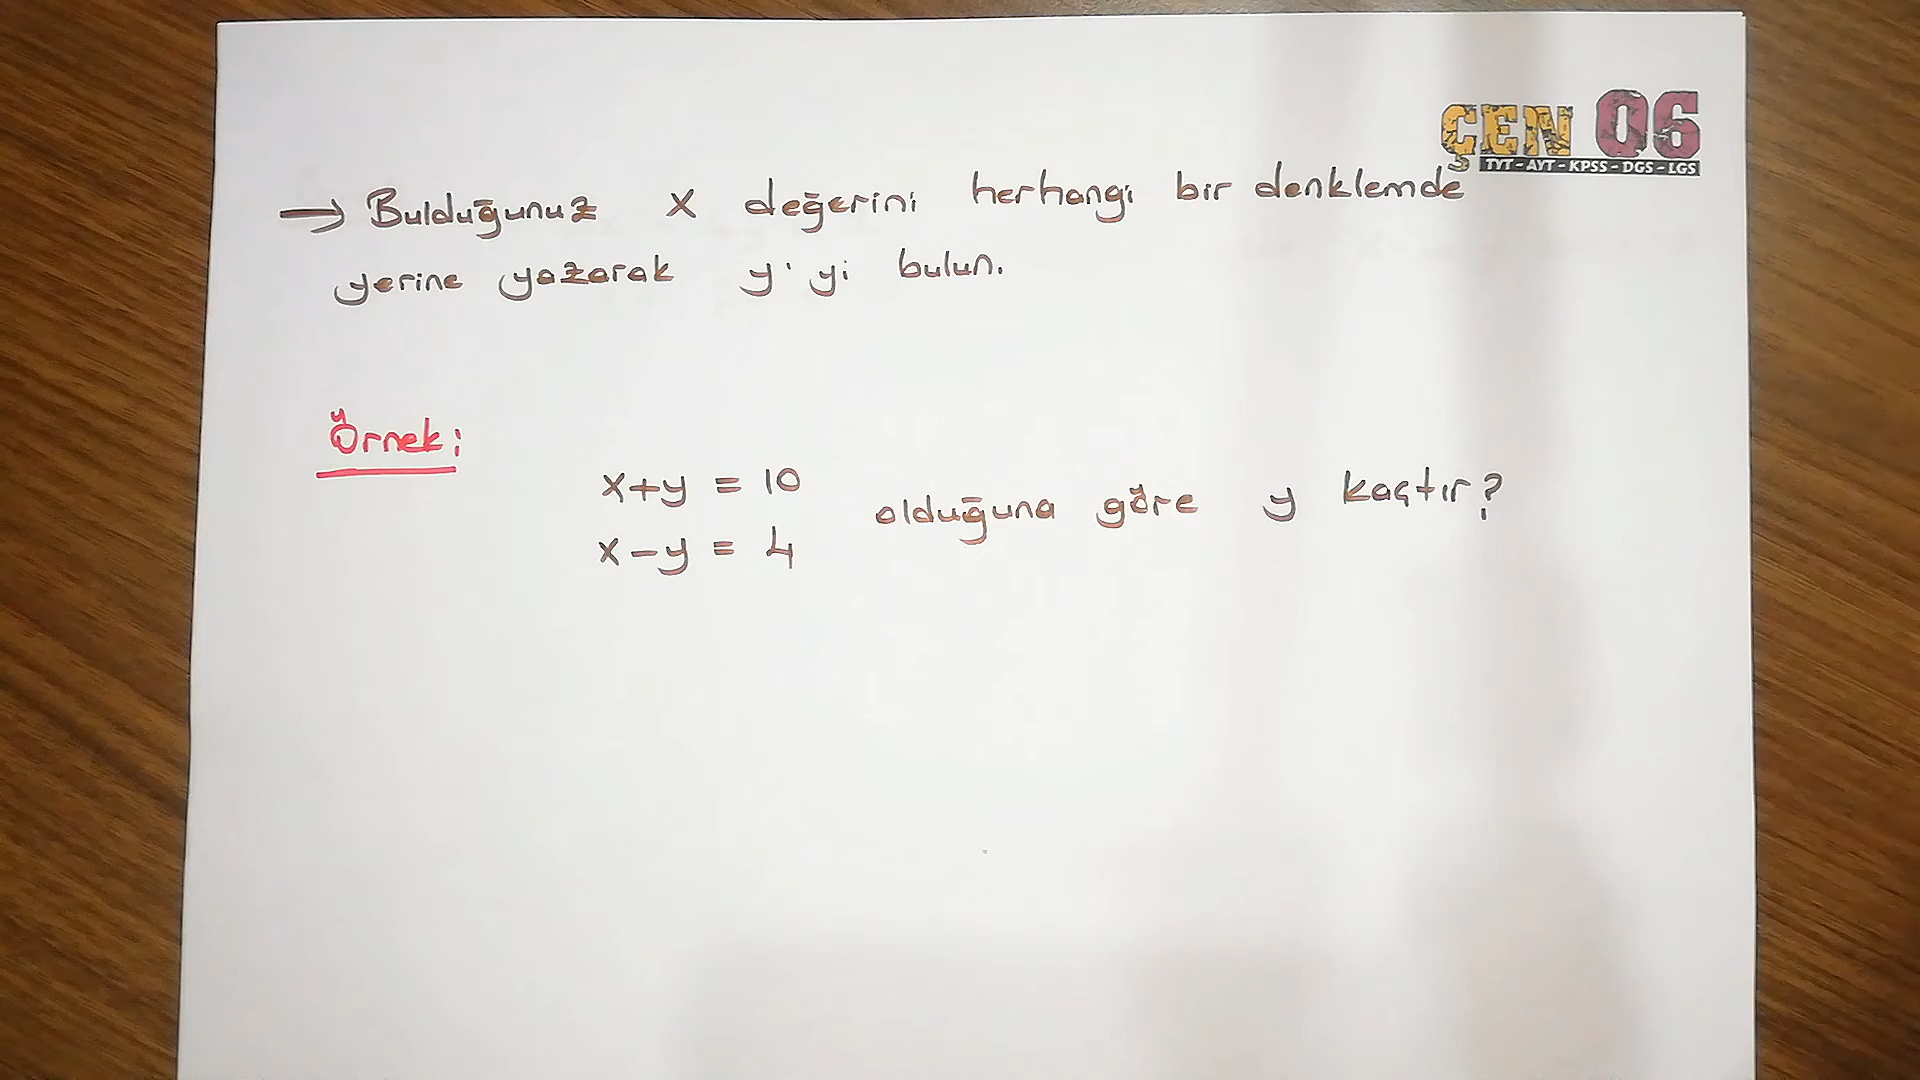 ÇEN 06
TYT - AYT - KPSS - DGS - LGS
→ Bulduğunuz x değerini herhangi bir denklemde
yerine yazarak y'yi bulun.
Örnek:
x+y = 10
x-y = 4
olduğuna göre y kaçtır?